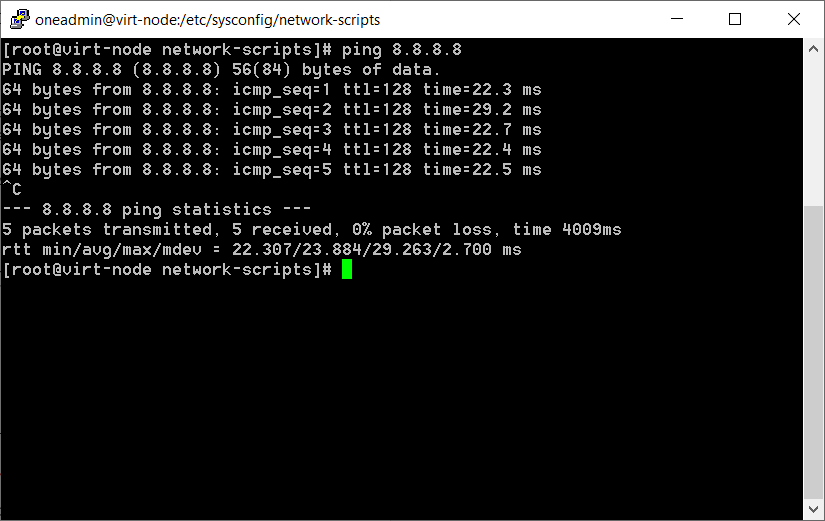 oneadmin@virt-node:/etc/sysconfig/network-scripts
[root@virt-node network-scripts]# ping 8.8.8.8
PING 8.8.8.8 (8.8.8.8) 56(84) bytes of data.
64 bytes from 8.8.8.8: icmp_seq=1 ttl=128 time=22.3 ms
64 bytes from 8.8.8.8: icmp_seq=2 ttl=128 time=29.2 ms
64 bytes from 8.8.8.8: icmp_seq=3 ttl=128 time=22.7 ms
64 bytes from 8.8.8.8: icmp_seq=4 ttl=128 time=22.4 ms
64 bytes from 8.8.8.8: icmp_seq=5 ttl=128 time=22.5 ms
^C
--- 8.8.8.8 ping statistics ---
5 packets transmitted, 5 received, 0% packet loss, time 4009ms
rtt min/avg/max/mdev = 22.307/23.884/29.263/2.700 ms
[root@virt-node network-scripts]#